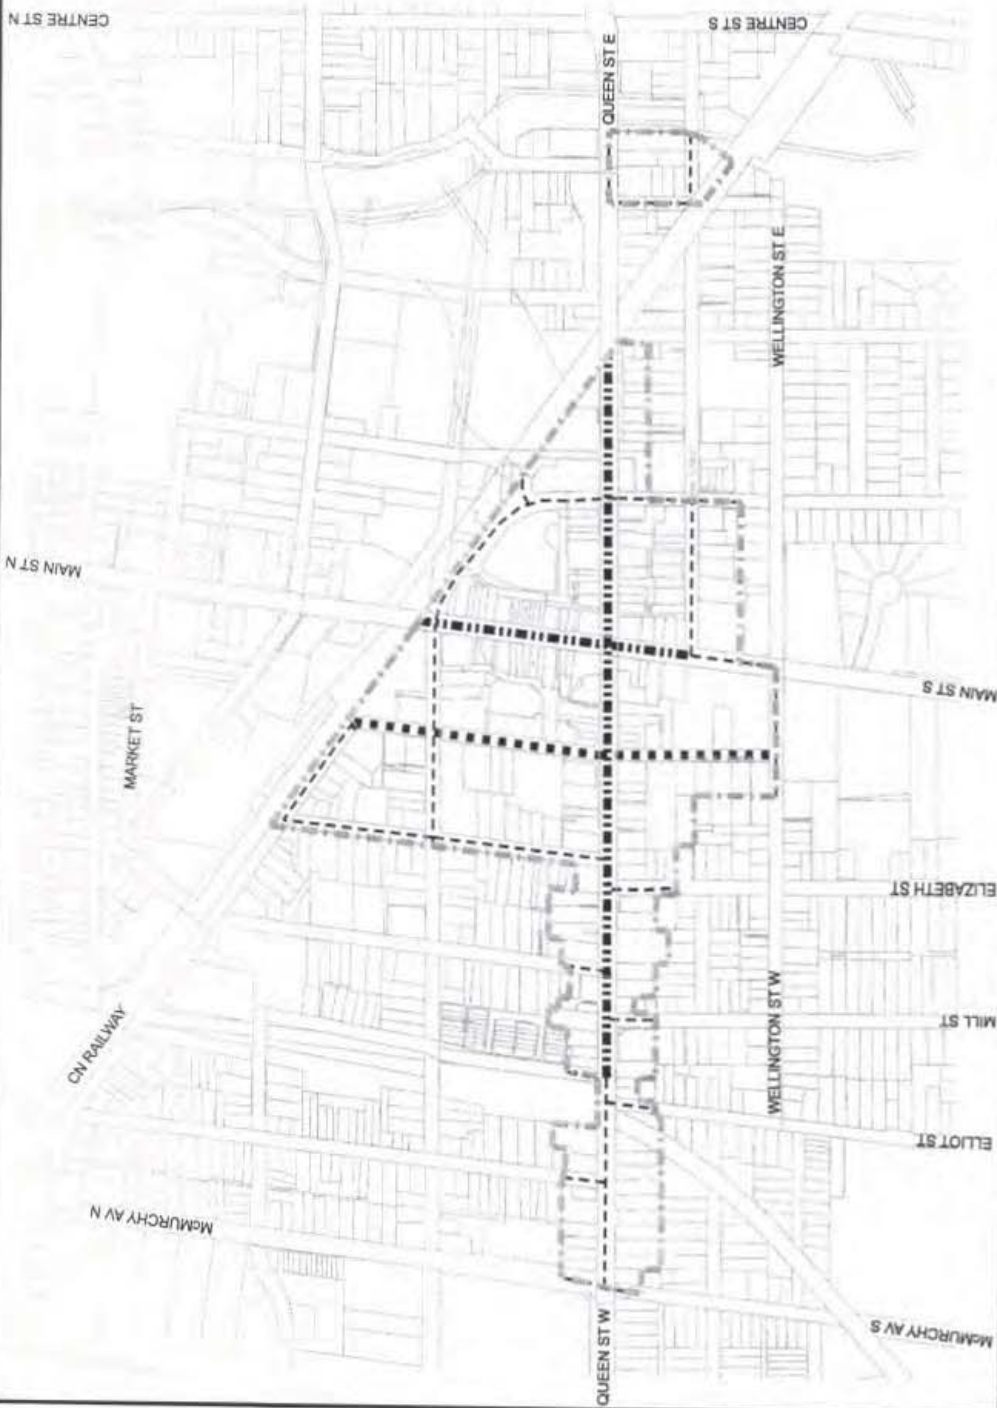 CENTRE ST N
CENTRE ST S
QUEEN ST E
WELLINGTON ST E
MAIN ST N
MAIN ST S
MARKET ST
ELIZABETH ST
MILL ST
WELLINGTON ST W
CN RAILWAY
ELLIOT ST
McMURCHY AV N
McMURCHY AV S
QUEEN ST W